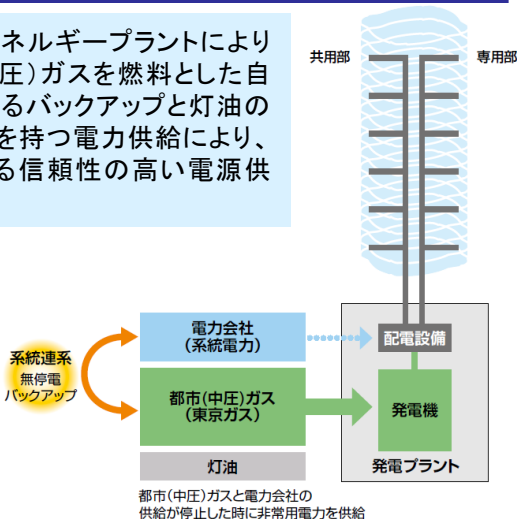 ネルギープラントにより
圧)ガスを燃料とした自
るバックアップと灯油の
を持つ電力供給により、
る信頼性の高い電源供
共用部
専用部
電力会社
(系統電力)
配電設備
系統連系
無停電
バックアップ
都市(中圧)ガス
(東京ガス)
発電機
灯油
発電プラント
都市(中圧)ガスと電力会社の
供給が停止した時に非常用電力を供給